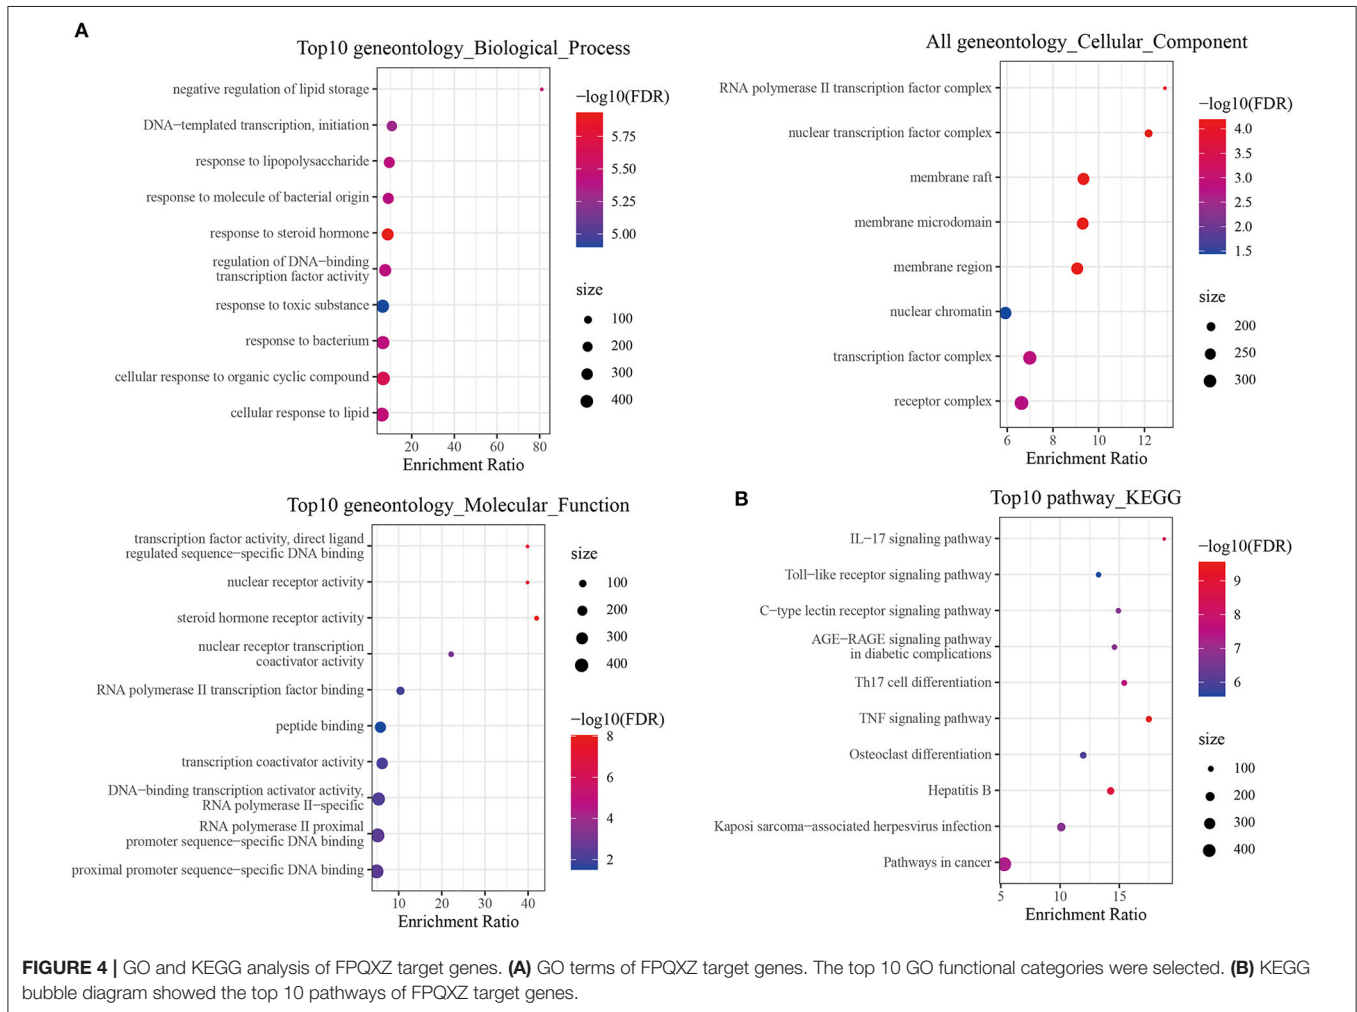 A
Top10 geneontology_Biological_Process
negative regulation of lipid storage
DNA−templated transcription, initiation
response to lipopolysaccharide
response to molecule of bacterial origin
response to steroid hormone
regulation of DNA−binding
transcription factor activity
response to toxic substance
response to bacterium
cellular response to organic cyclic compound
cellular response to lipid
20 40 60 80
Enrichment Ratio
−log10(FDR)
5.75
5.50
5.25
5.00
size
100
200
300
400
All geneontology_Cellular_Component
RNA polymerase II transcription factor complex
nuclear transcription factor complex
membrane raft
membrane microdomain
membrane region
nuclear chromatin
transcription factor complex
receptor complex
6 8 10 12
Enrichment Ratio
−log10(FDR)
4.0
3.5
3.0
2.5
2.0
1.5
size
200
250
300
Top10 geneontology_Molecular_Function
transcription factor activity, direct ligand
regulated sequence−specific DNA binding
nuclear receptor activity
steroid hormone receptor activity
nuclear receptor transcription
coactivator activity
RNA polymerase II transcription factor binding
peptide binding
transcription coactivator activity
DNA−binding transcription activator activity,
RNA polymerase II−specific
RNA polymerase II proximal
promoter sequence−specific DNA binding
proximal promoter sequence−specific DNA binding
10 20 30 40
Enrichment Ratio
size
100
200
300
400
−log10(FDR)
8
6
4
2
B
Top10 pathway_KEGG
IL−17 signaling pathway
Toll−like receptor signaling pathway
C−type lectin receptor signaling pathway
AGE−RAGE signaling pathway
in diabetic complications
Th17 cell differentiation
TNF signaling pathway
Osteoclast differentiation
Hepatitis B
Kaposi sarcoma−associated herpesvirus infection
Pathways in cancer
5 10 15
Enrichment Ratio
−log10(FDR)
9
8
7
6
size
100
200
300
400
FIGURE 4 | GO and KEGG analysis of FPQXZ target genes. (A) GO terms of FPQXZ target genes. The top 10 GO functional categories were selected. (B) KEGG
bubble diagram showed the top 10 pathways of FPQXZ target genes.